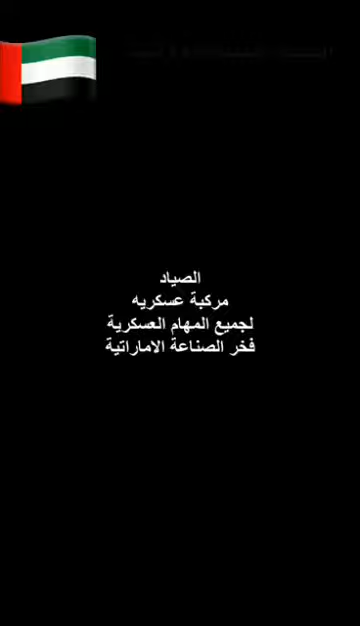 الصياد
مركبة عسكريه
لجميع المهام العسكرية
فخر الصناعة الاماراتية